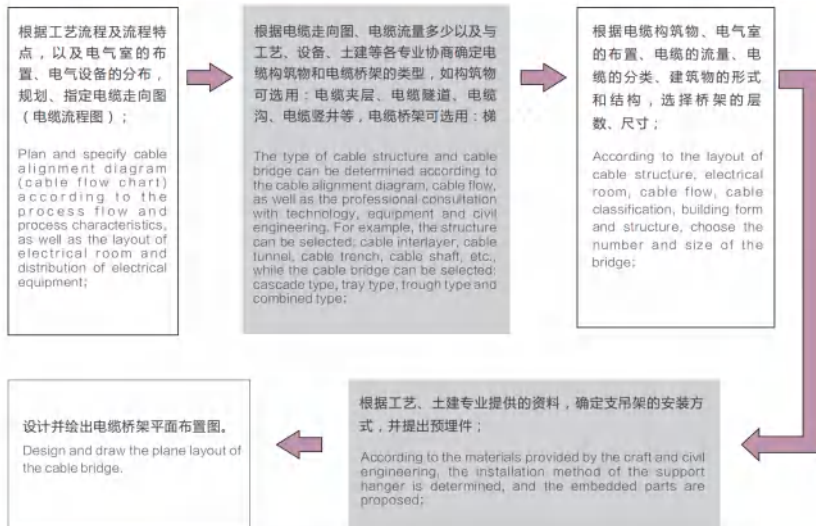 根据工艺流程及流程特
点，以及电气室的布
置、电气设备的分布，
规划、指定电缆走向图
（电缆流程图）；
Plan and specify cable
alignment diagram
(cable flow chart)
according to the
process flow and
process characteristics,
as well as the layout of
electrical room and
distribution of electrical
equipment;
根据电缆走向图、电缆流量多少以及与
工艺、设备、土建等各专业协商确定电
缆构筑物和电缆桥架的类型，如构筑物
可选用：电缆夹层、电缆隧道、电缆
沟、电缆竖井等，电缆桥架可选用：梯
The type of cable structure and cable
bridge can be determined according to
the cable alignment diagram, cable flow,
as well as the professional consultation
with technology, equipment and civil
engineering. For example, the structure
can be selected: cable interlayer, cable
tunnel, cable trench, cable shaft, etc.,
while the cable bridge can be selected:
cascade type, tray type, trough type and
combined type;
根据电缆构筑物、电气室
的布置、电缆的流量、电
缆的分类、建筑物的形式
和结构，选择桥架的层
数、尺寸；
According to the layout of
cable structure, electrical
room, cable flow, cable
classification, building form
and structure, choose the
number and size of the
bridge;
根据工艺、土建专业提供的资料，确定支吊架的安装方
式，并提出预埋件；
According to the materials provided by the craft and civil
engineering, the installation method of the support
hanger is determined, and the embedded parts are
proposed;
设计并绘出电缆桥架平面布置图。
Design and draw the plane layout of
the cable bridge.